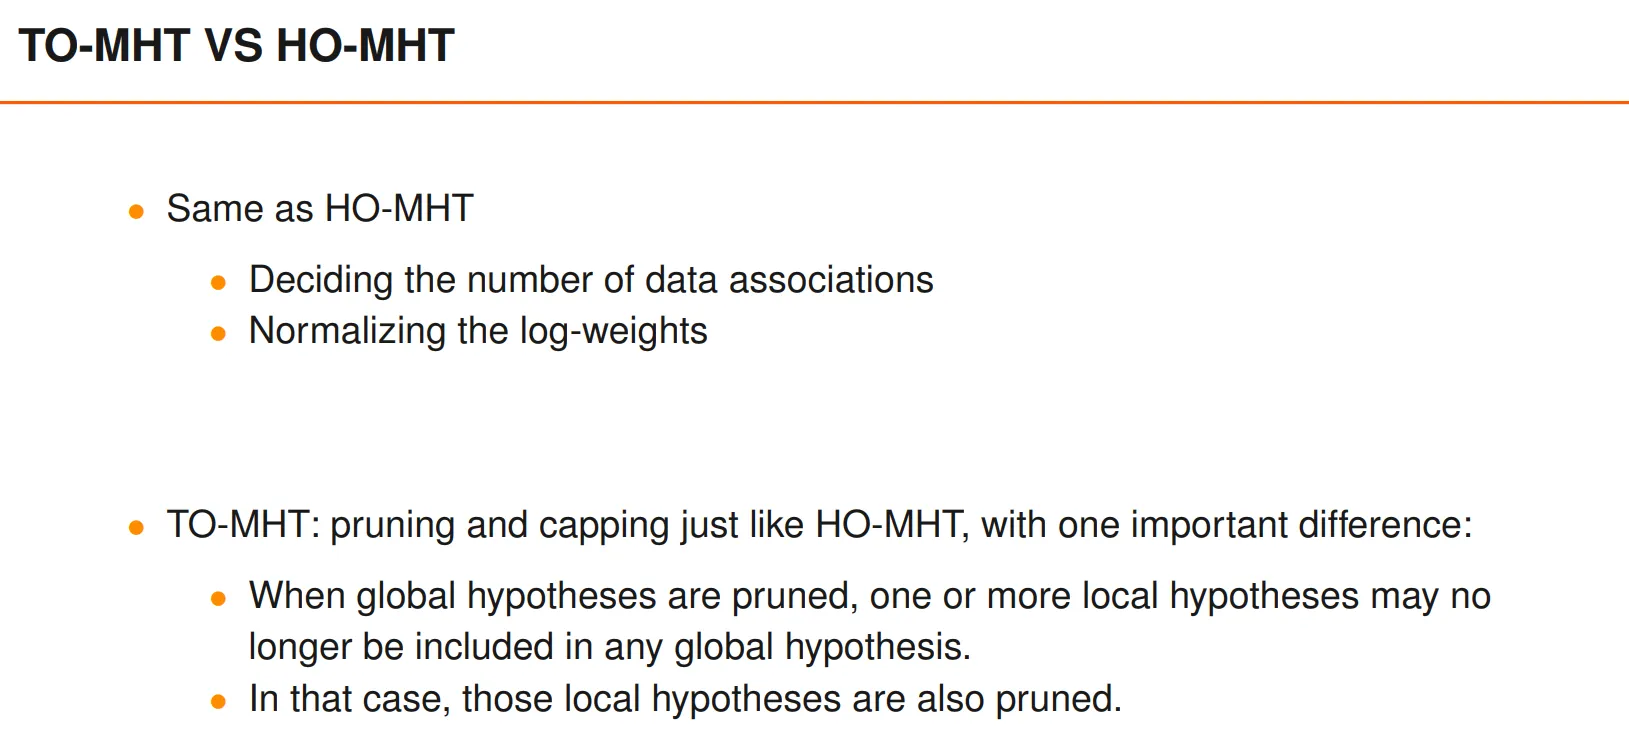 TO-MHT VS HO-MHT
Same as HO-MHT
Deciding the number of data associations
Normalizing the log-weights
TO-MHT: pruning and capping just like HO-MHT, with one important difference:
When global hypotheses are pruned, one or more local hypotheses may no
longer be included in any global hypothesis.
In that case, those local hypotheses are also pruned.